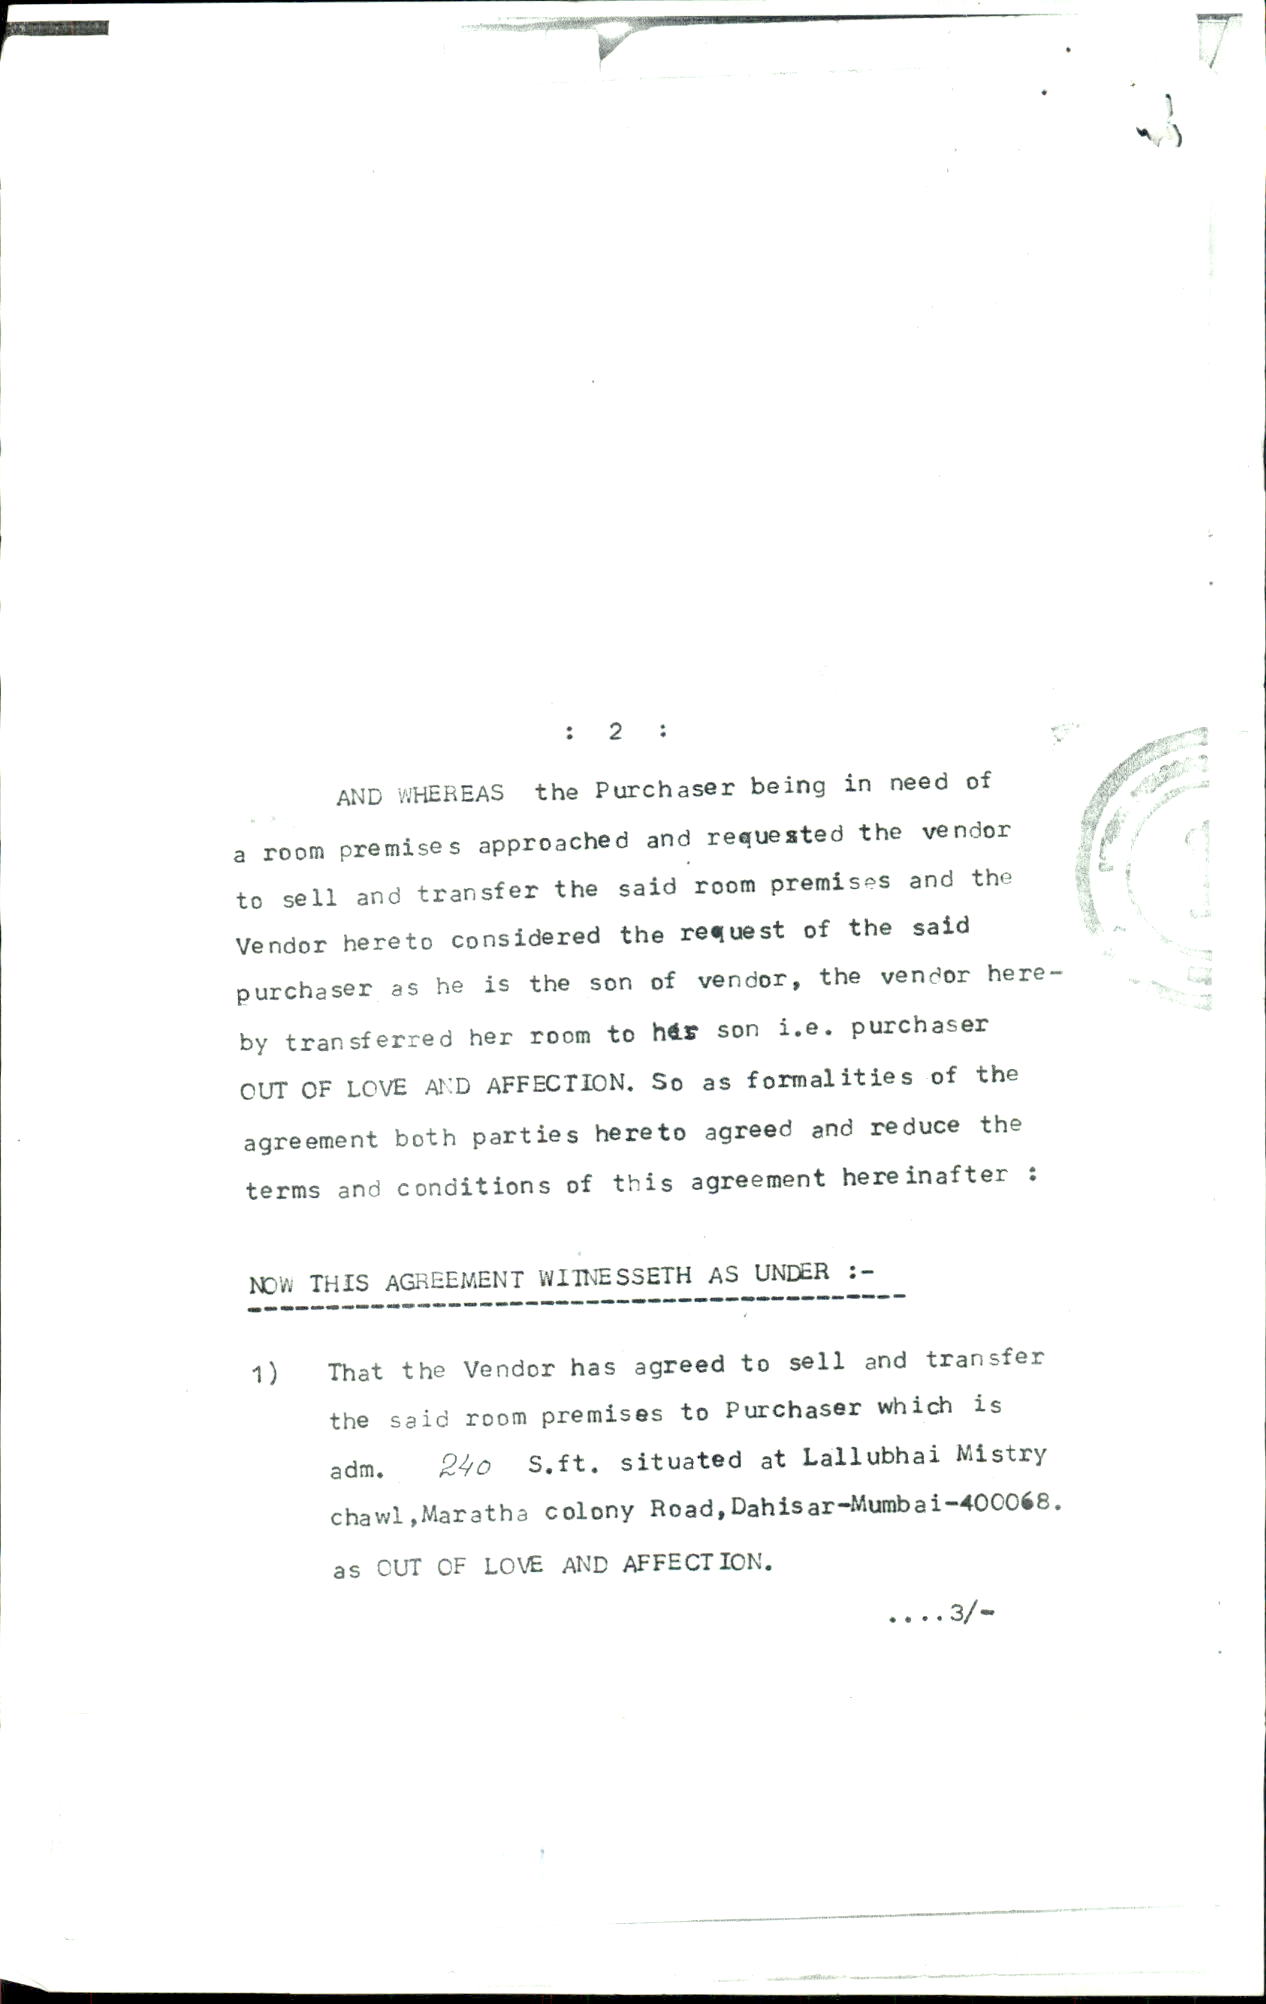 : 2 :
AND WHEREAS the Purchaser being in need of
a room premises approached and requested the vendor
to sell and transfer the said room premises and the
Vendor hereto considered the request of the said
purchaser as he is the son of vendor, the vendor here-
by transferred her room to her son i.e. purchaser
OUT OF LOVE AND AFFECTION. So as formalities of the
agreement both parties hereto agreed and reduce the
terms and conditions of this agreement hereinafter :
NOW THIS AGREEMENT WITNESSETH AS UNDER :-
1) That the Vendor has agreed to sell and transfer
the said room premises to Purchaser which is
adm. 240 S.ft. situated at Lallubhai Mistry
chawl,Maratha colony Road,Dahisar-Mumbai-400068.
as OUT OF LOVE AND AFFECTION.
....3/-